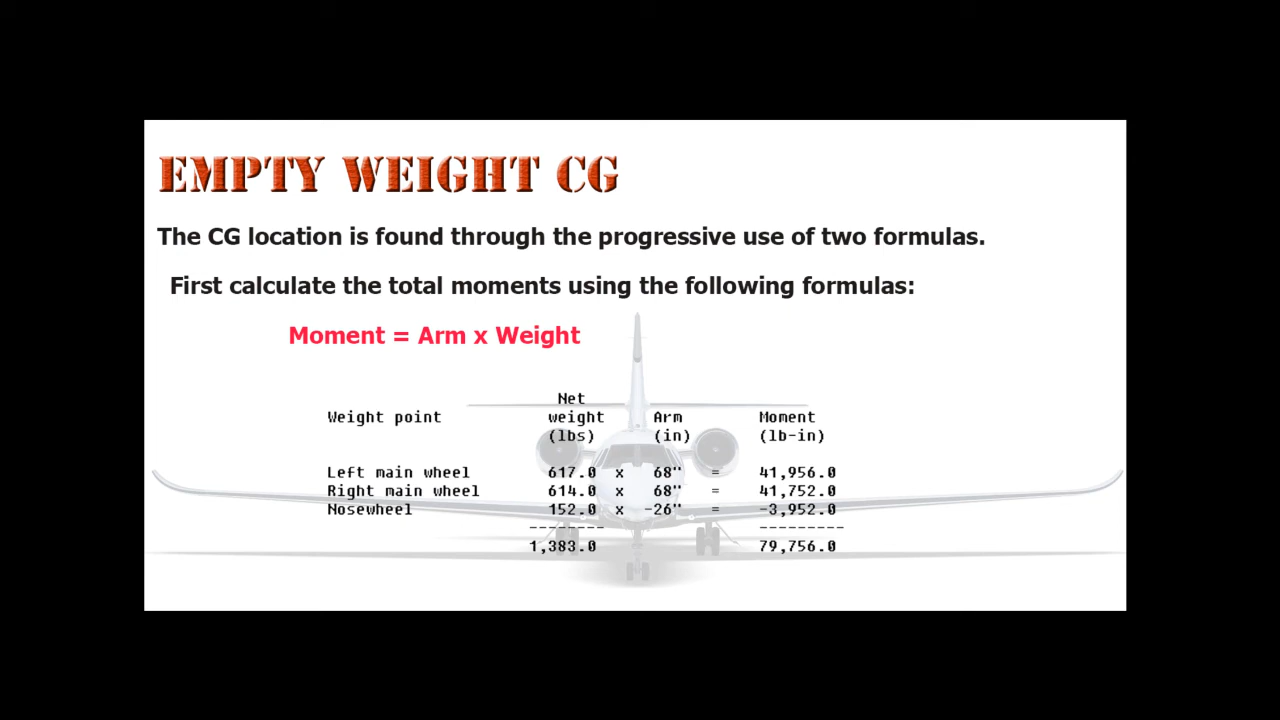 EMPTY WEIGHT CG
The CG location is found through the progressive use of two formulas.
First calculate the total moments using the following formulas:
Moment = Arm x Weight
Net
Weight point weight Arm Moment
(lbs) (in) (lb-in)
Left main wheel 617.0 x 68" = 41,956.0
Right main wheel 614.0 x 68" = 41,752.0
Nosewheel 152.0 x -26" = -3,952.0
-------- ---------
1,383.0 79,756.0